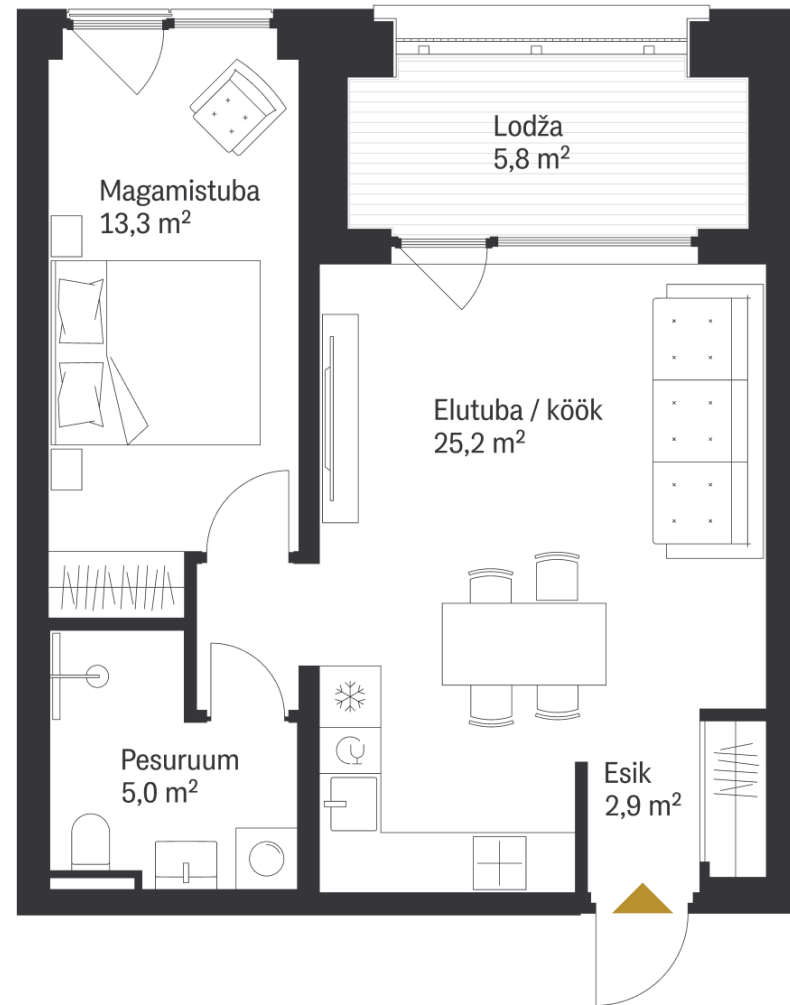 Lodža
5,8 m²
Magamistuba
13,3 m²
Elutuba / köök
25,2 m²
Pesuruum
5,0 m²
Esik
2,9 m²